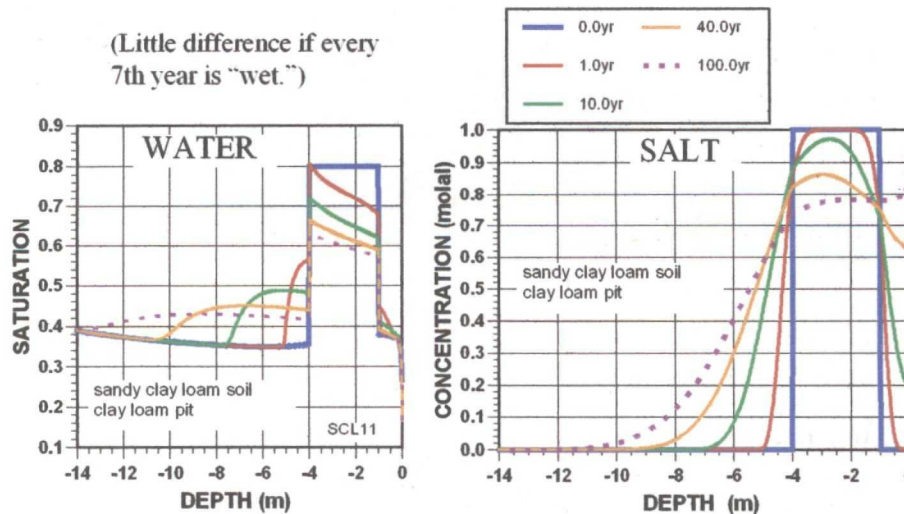 (Little difference if every
7th year is “wet.”)
0.0yr
40.0yr
1.0yr
100.0yr
10.0yr
WATER
SATURATION
0.9
0.8
0.7
0.6
0.5
0.4
0.3
0.2
0.1
sandy clay loam soil
clay loam pit
SCL11
-14 -12 -10 -8 -6 -4 -2 0
DEPTH (m)
SALT
CONCENTRATION (molal)
1.0
0.9
0.8
0.7
0.6
0.5
0.4
0.3
0.2
0.1
0.0
sandy clay loam soil
clay loam pit
-12 -10 -8 -6 -4 -2
DEPTH (m)